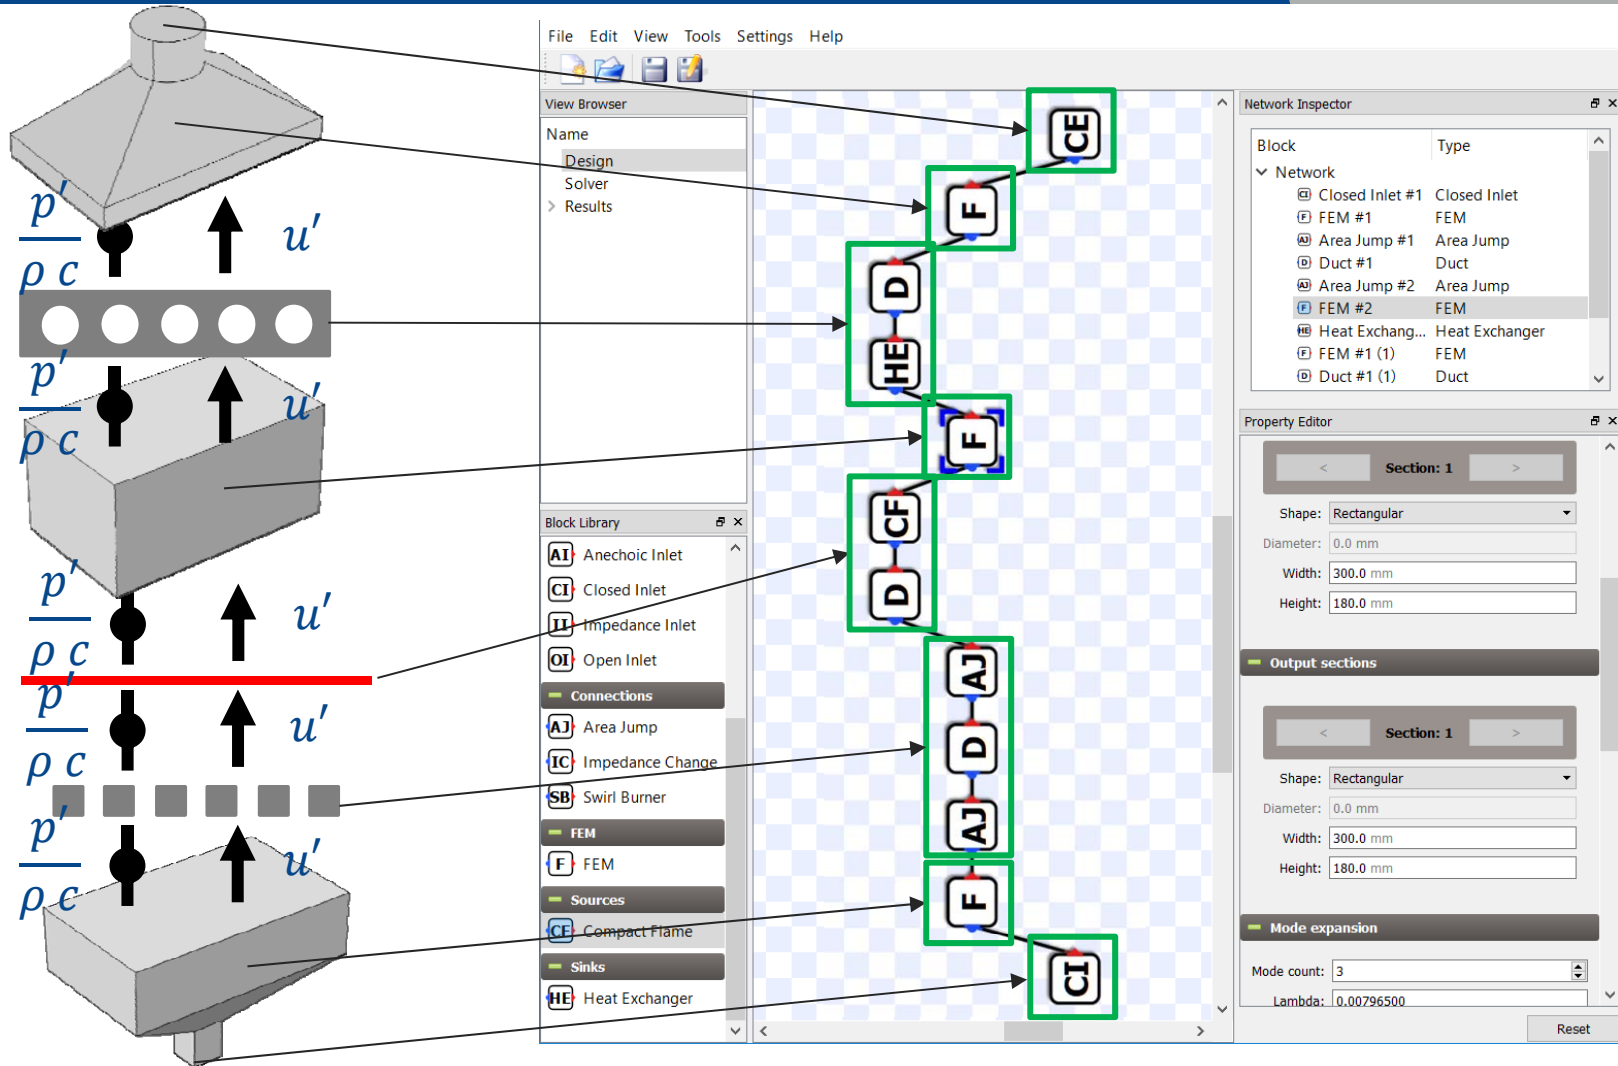 p′
ρ c
u′
p′
ρ c
u′
p′
ρ c
u′
p′
ρ c
u′
p′
ρ c
u′
File Edit View Tools Settings Help
View Browser
Name
Design
Solver
Results
Block Library
AI Anechoic Inlet
CI Closed Inlet
II Impedance Inlet
OI Open Inlet
Connections
AJ Area Jump
IC Impedance Change
SB Swirl Burner
FEM
F FEM
Sources
CF Compact Flame
Sinks
HE Heat Exchanger
CE
F
D
HE
F
CF
D
AJ
D
AJ
F
CI
Network Inspector
Block Type
Network
CI Closed Inlet #1 Closed Inlet
F FEM #1 FEM
AJ Area Jump #1 Area Jump
D Duct #1 Duct
AJ Area Jump #2 Area Jump
F FEM #2 FEM
HE Heat Exchang... Heat Exchanger
F FEM #1 (1) FEM
D Duct #1 (1) Duct
Property Editor
< Section: 1 >
Shape: Rectangular
Diameter: 0.0 mm
Width: 300.0 mm
Height: 180.0 mm
Output sections
< Section: 1 >
Shape: Rectangular
Diameter: 0.0 mm
Width: 300.0 mm
Height: 180.0 mm
Mode expansion
Mode count: 3
Lambda: 0.00796500
Reset